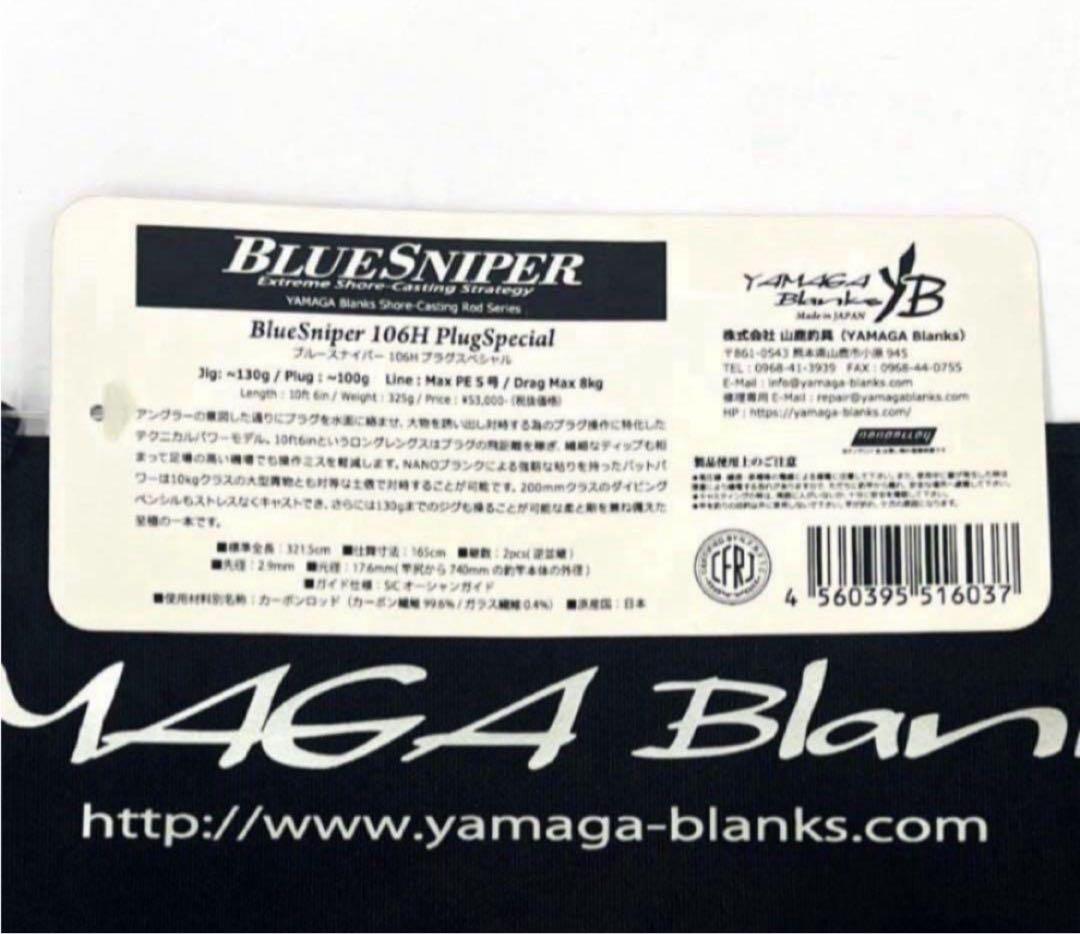 BLUESNIPER
Extreme Shore-Casting Strategy
YAMAGA Blanks Shore-Casting Rod Series
BlueSniper 106H PlugSpecial
ブルースナイパー 106H プラグスペシャル
Jig: ~130g / Plug : ~100g Line : Max PE 5号 / Drag Max 8kg
Length : 10ft 6in / Weight : 325g / Price : ¥53,000-(税抜価格)
アングラーの意図した通りにプラグを水面に絡ませ、大物を誘い出し対峙する為のプラグ操作に特化した
テクニカルパワーモデル。10ft6inというロングレングスはプラグの飛距離を稼ぎ、繊細なティップも相
まって足場の高い磯場でも操作ミスを軽減します。NANOブランクによる強靭な粘りを持ったバットパ
ワーは10kgクラスの大型青物とも対等な土俵で対峙することが可能です。200mmクラスのダイビング
ペンシルもストレスなくキャストでき、さらには130gまでのジグも操ることが可能な柔と剛を兼ね備えた
至極の一本です。
■標準全長：321.5cm ■仕舞寸法：165cm ■継数：2pcs(逆並継)
■先径：2.9mm ■元径：17.6mm(竿尻から740mmの釣竿本体の外径)
■ガイド仕様：SiC オーシャンガイド
■使用材料別名称：カーボンロッド（カーボン繊維 99.6% / ガラス繊維 0.4%） ■原産国：日本
YAMAGA
Blanks
YB
Made in JAPAN
株式会社 山鹿釣具（YAMAGA Blanks）
〒861-0543 熊本県山鹿市小原 945
TEL : 0968-41-3939 FAX : 0968-44-0755
E-Mail : info@yamaga-blanks.com
修理専用 E-Mail : repair@yamagablanks.com
HP : https://yamaga-blanks.com/
nanoalloy
製品使用上のご注意
CFRJ
4 560395 516037
MAGA Blan
http://www.yamaga-blanks.com